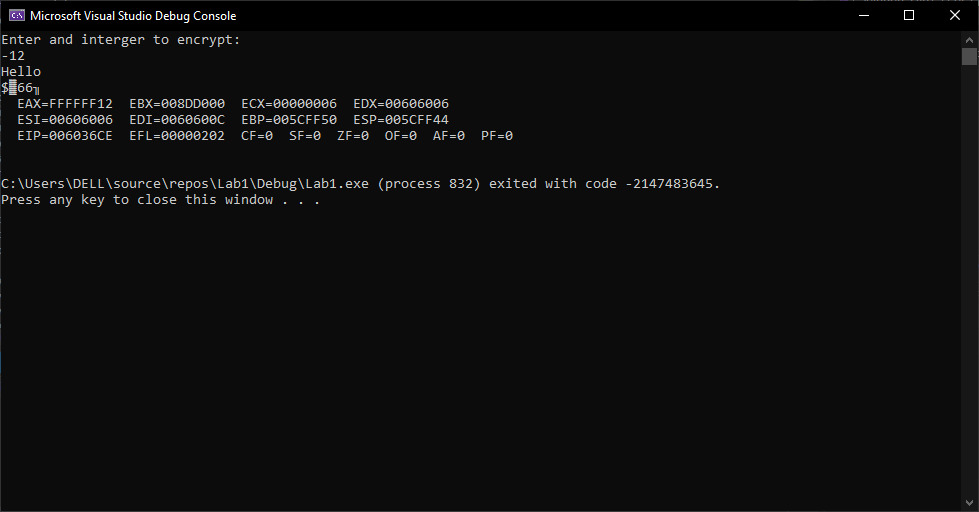 Microsoft Visual Studio Debug Console
Enter and interger to encrypt:
-12
Hello
$▓66╖
EAX=FFFFFF12 EBX=008DD000 ECX=00000006 EDX=00606006
ESI=00606006 EDI=0060600C EBP=005CFF50 ESP=005CFF44
EIP=006036CE EFL=00000202 CF=0 SF=0 ZF=0 OF=0 AF=0 PF=0
C:\Users\DELL\source\repos\Lab1\Debug\Lab1.exe (process 832) exited with code -2147483645.
Press any key to close this window . . .